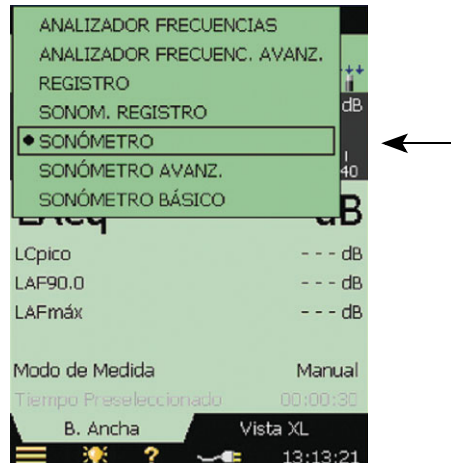 ANALIZADOR FRECUENCIAS
ANALIZADOR FRECUENC. AVANZ.
REGISTRO
SONOM. REGISTRO
dB
SONÓMETRO
40
SONÓMETRO AVANZ.
SONÓMETRO BÁSICO
LAeq dB
LCpico - - - dB
LAF90,0 - - - dB
LAFmáx - - - dB
Modo de Medida Manual
Tiempo Preseleccionado 00:00:30
B. Ancha Vista XL
? 13:13:21